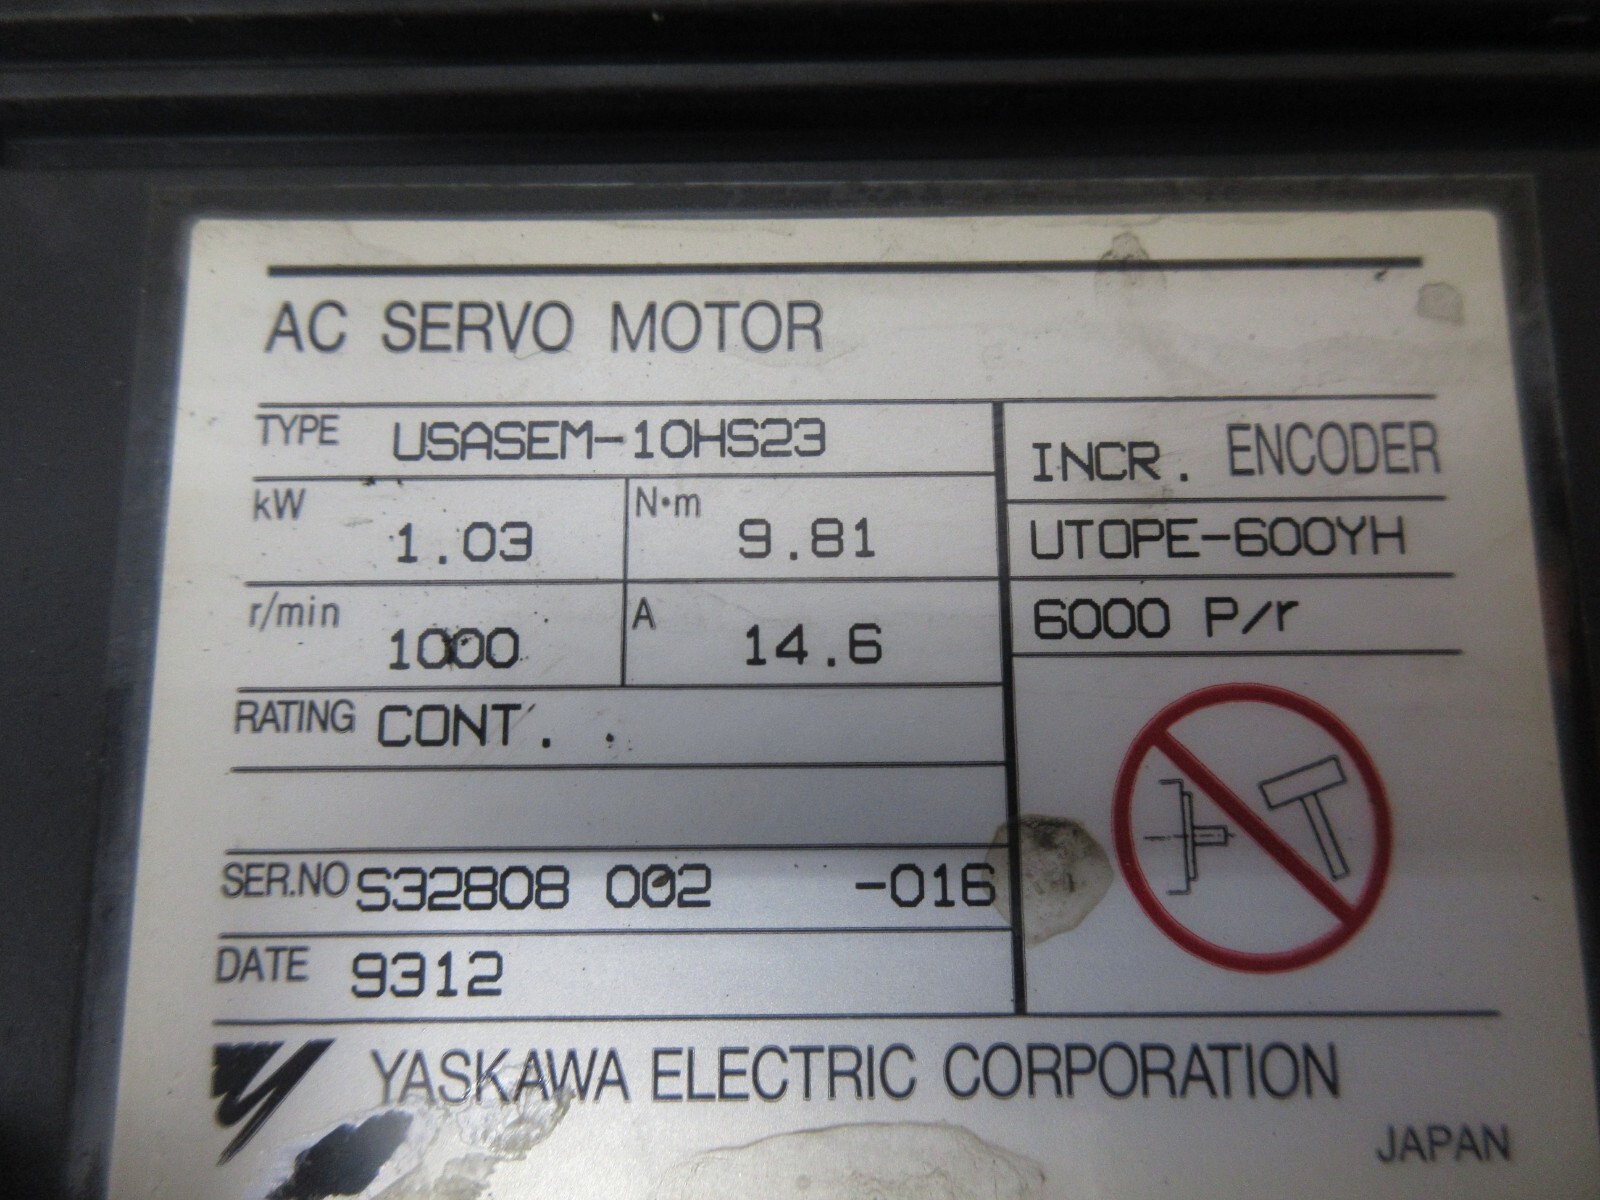 AC SERVO MOTOR
TYPE USASEM-10HS23
INCR. ENCODER
kW 1.03 N·m 9.81
UTOPE-600YH
r/min 1000 A 14.6
6000 P/r
RATING CONT.
SER.NO S32808 002 -016
DATE 9312
YASKAWA ELECTRIC CORPORATION
JAPAN